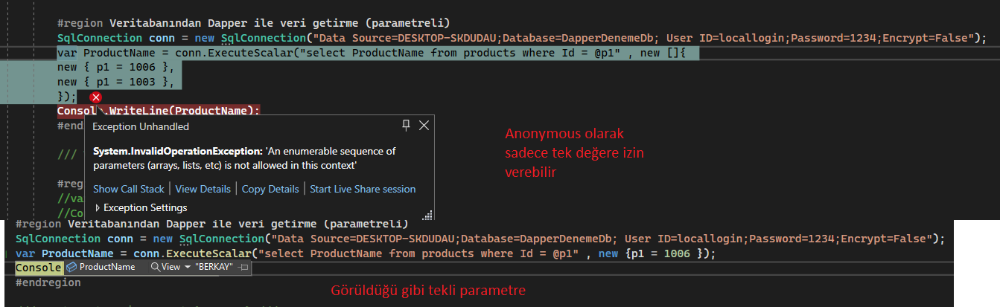 #region Veritabanından Dapper ile veri getirme (parametreli)
SqlConnection conn = new SqlConnection("Data Source=DESKTOP-SKDUDAU;Database=DapperDenemeDb; User ID=locallogin;Password=1234;Encrypt=False");
var ProductName = conn.ExecuteScalar("select ProductName from products where Id = @p1" , new []{
new { p1 = 1006 },
new { p1 = 1003 },
});
Console.WriteLine(ProductName);
#end
Exception Unhandled
System.InvalidOperationException: 'An enumerable sequence of
parameters (arrays, lists, etc) is not allowed in this context'
Show Call Stack | View Details | Copy Details | Start Live Share session
Exception Settings
///
#reg
//va
//Co
Anonymous olarak
sadece tek değere izin
verebilir
#region Veritabanından Dapper ile veri getirme (parametreli)
SqlConnection conn = new SqlConnection("Data Source=DESKTOP-SKDUDAU;Database=DapperDenemeDb; User ID=locallogin;Password=1234;Encrypt=False");
var ProductName = conn.ExecuteScalar("select ProductName from products where Id = @p1" , new {p1 = 1006 });
Console ProductName View "BERKAY"
#endregion
Görüldüğü gibi tekli parametre